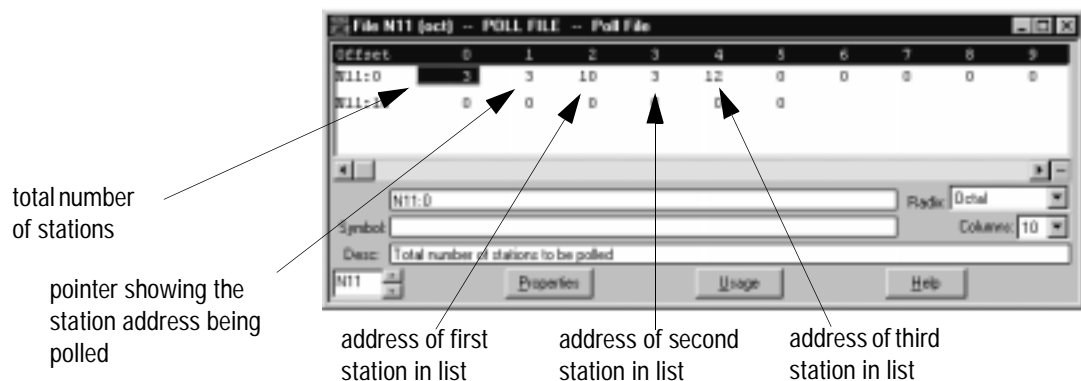 File N11 (oct) -- POLL FILE -- Poll File
Offset 0 1 2 3 4 5 6 7 8 9
N11:0 3 3 10 3 12 0 0 0 0 0
0 0 0 0 0
total number
of stations
N11:0 Radix: Octal
Symbol: Columns: 10
Desc: Total number of stations to be polled
N11 Properties Usage Help
pointer showing the
station address being
polled
address of first
station in list
address of second
station in list
address of third
station in list